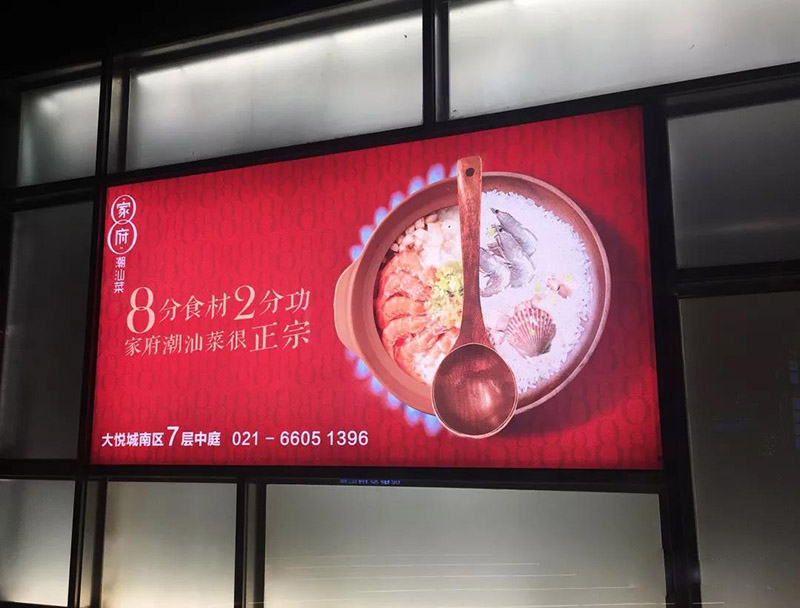 家府
潮汕菜
8分食材2分功
家府潮汕菜很正宗
大悦城南区7层中庭 021-6605 1396